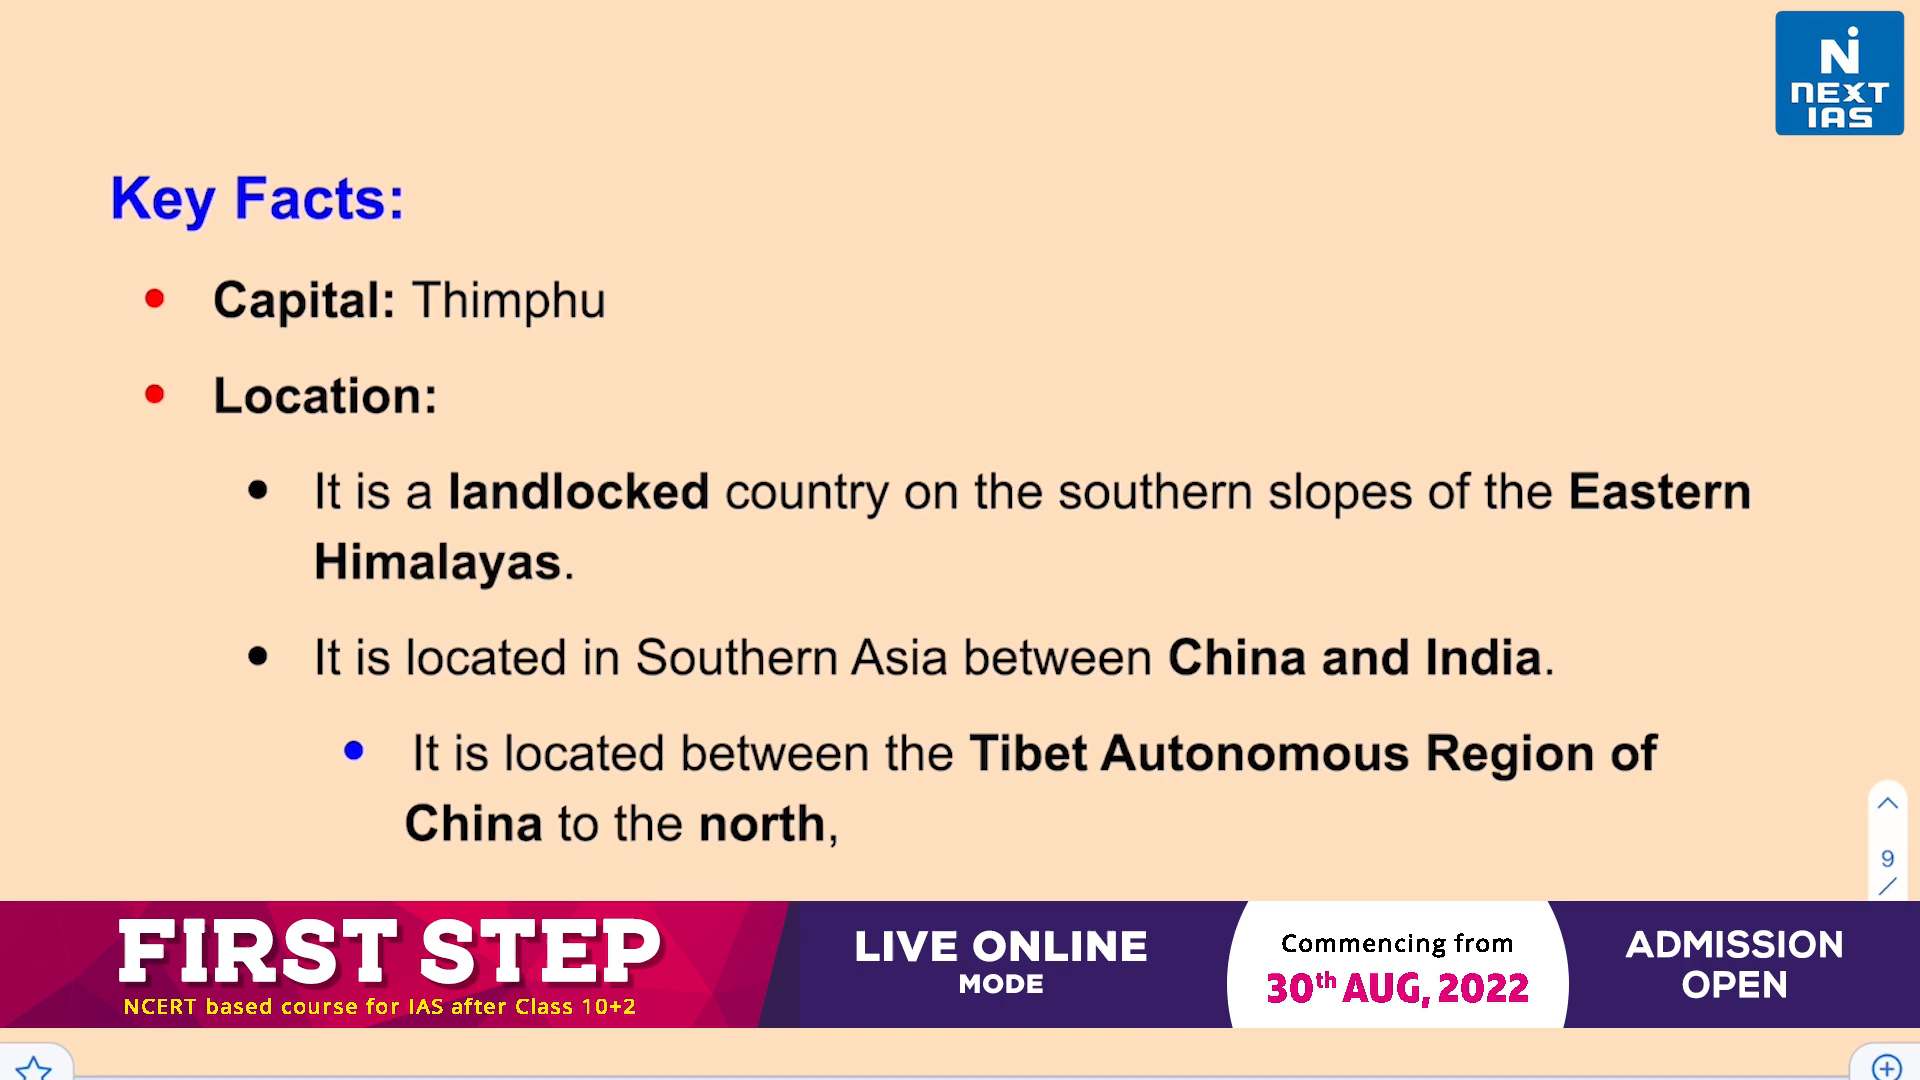 NEXT
IAS
Key Facts:
• Capital: Thimphu
• Location:
• It is a landlocked country on the southern slopes of the Eastern
Himalayas.
• It is located in Southern Asia between China and India.
• It is located between the Tibet Autonomous Region of
China to the north,
9
/
FIRST STEP
NCERT based course for IAS after Class 10+2
LIVE ONLINE
MODE
Commencing from
30th AUG, 2022
ADMISSION
OPEN